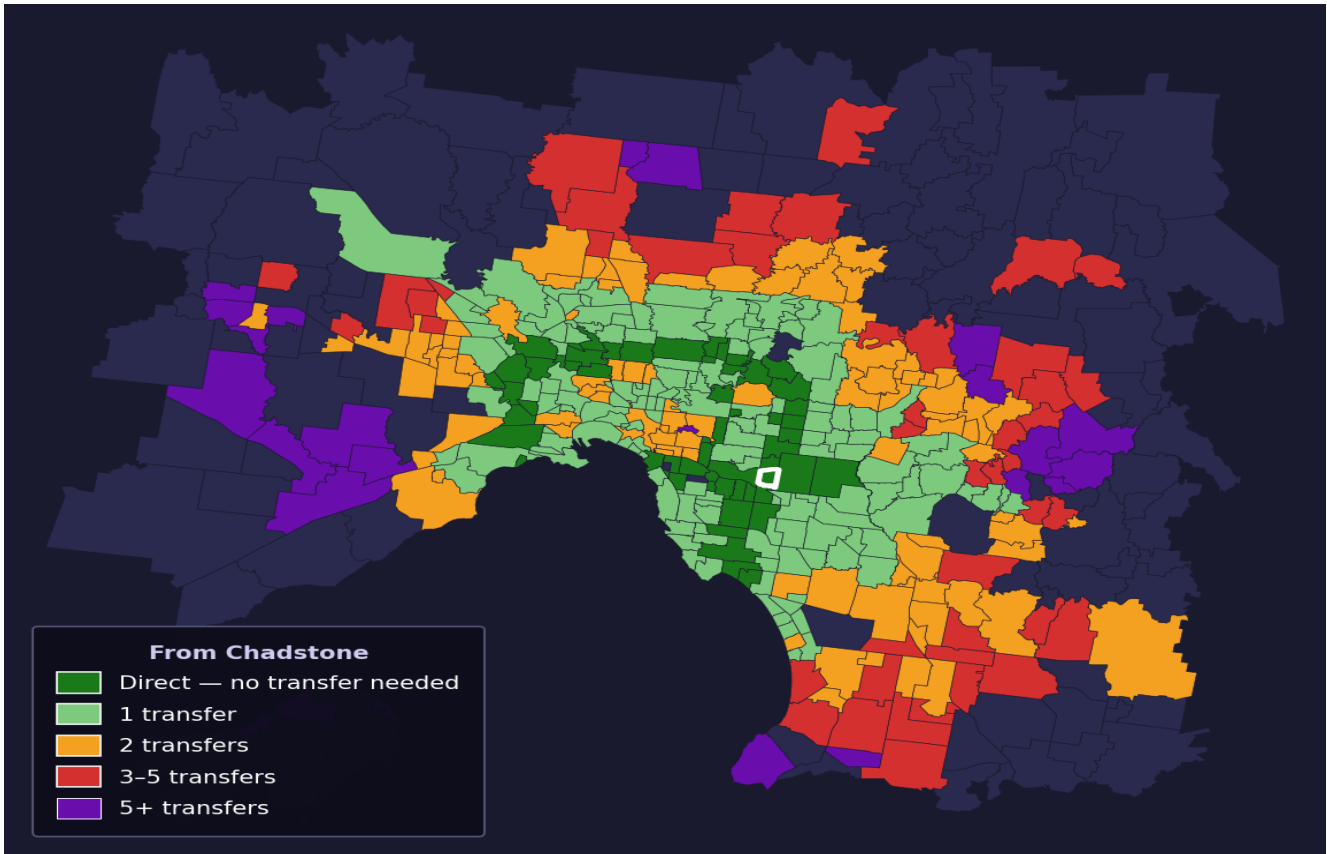 From Chadstone
Direct — no transfer needed
1 transfer
2 transfers
3–5 transfers
5+ transfers